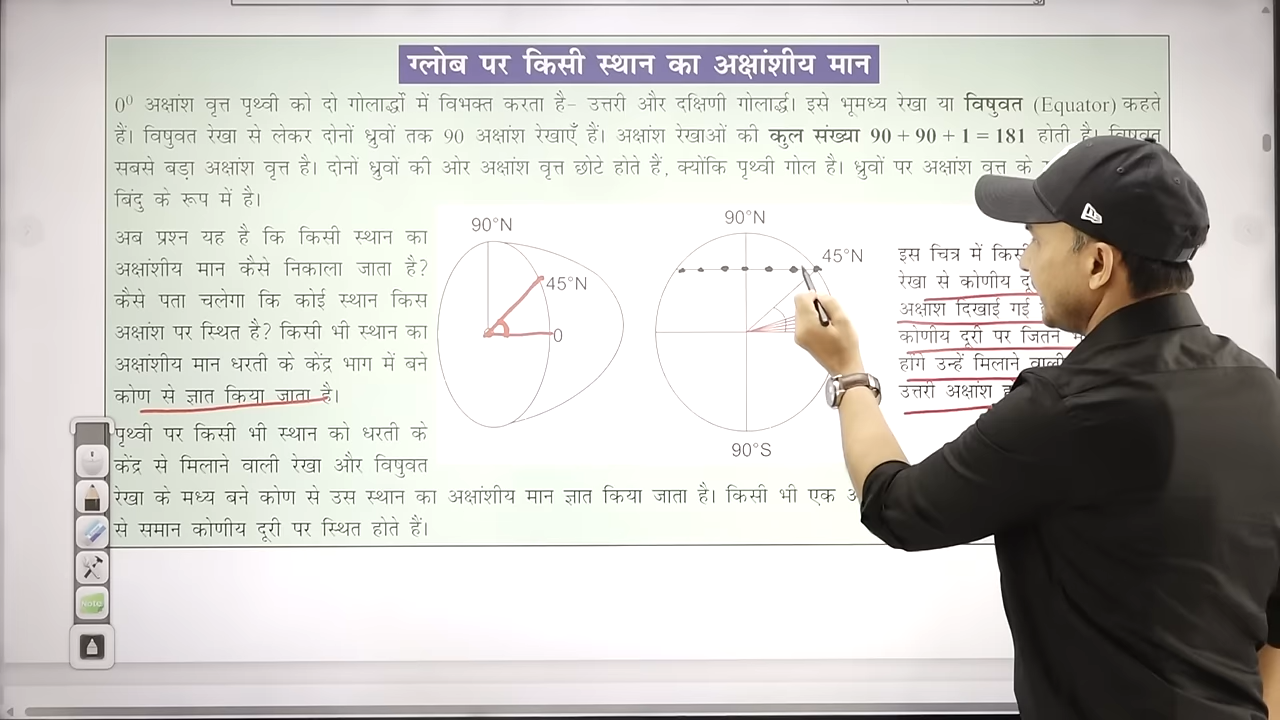 ग्लोब पर किसी स्थान का अक्षांशीय मान
0⁰ अक्षांश वृत्त पृथ्वी को दो गोलार्द्धों में विभक्त करता है- उत्तरी और दक्षिणी गोलार्द्ध। इसे भूमध्य रेखा या विषुवत (Equator) कहते
हैं। विषुवत रेखा से लेकर दोनों ध्रुवों तक 90 अक्षांश रेखाएँ हैं। अक्षांश रेखाओं की कुल संख्या 90 + 90 + 1 = 181 होती है। विषुवत
सबसे बड़ा अक्षांश वृत्त है। दोनों ध्रुवों की ओर अक्षांश वृत्त छोटे होते हैं, क्योंकि पृथ्वी गोल है। ध्रुवों पर अक्षांश वृत्त के
बिंदु के रूप में है।
अब प्रश्न यह है कि किसी स्थान का
अक्षांशीय मान कैसे निकाला जाता है?
कैसे पता चलेगा कि कोई स्थान किस
अक्षांश पर स्थित है? किसी भी स्थान का
अक्षांशीय मान धरती के केंद्र भाग में बने
कोण से ज्ञात किया जाता है।
पृथ्वी पर किसी भी स्थान को धरती के
केंद्र से मिलाने वाली रेखा और विषुवत
रेखा के मध्य बने कोण से उस स्थान का अक्षांशीय मान ज्ञात किया जाता है। किसी भी एक
से समान कोणीय दूरी पर स्थित होते हैं।
90°N
45°N
0
90°N
45°N
90°S
इस चित्र में
रेखा से कोणीय
अक्षांश दिखाई गई
कोणीय दूरी पर जितने
होंगे उन्हें मिलाने वाली
उत्तरी अक्षांश
Note